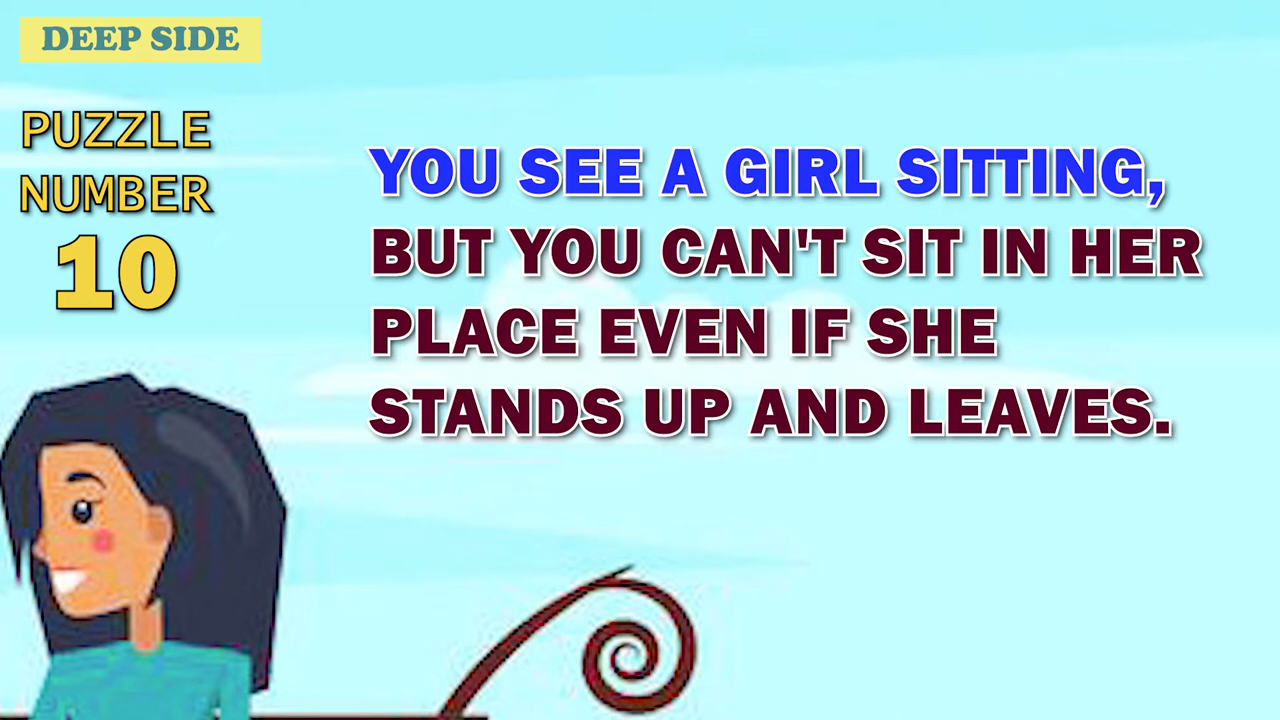 DEEP SIDE
PUZZLE
NUMBER
10
YOU SEE A GIRL SITTING,
BUT YOU CAN'T SIT IN HER
PLACE EVEN IF SHE
STANDS UP AND LEAVES.